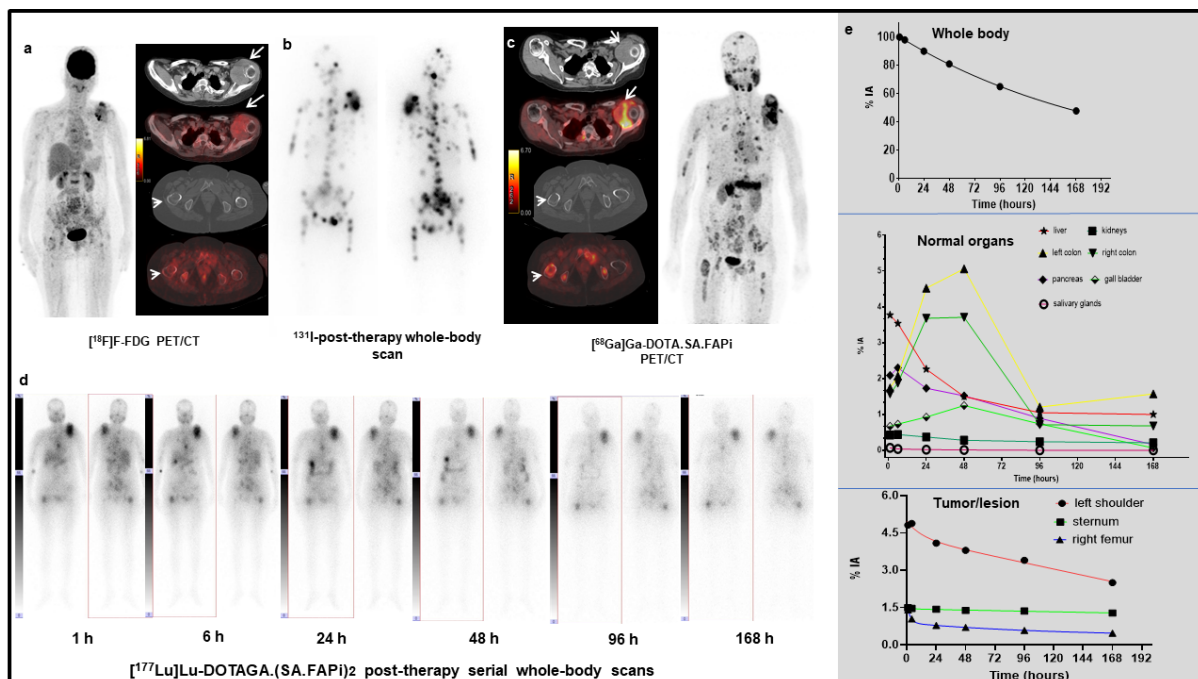 a
b
c
[¹⁸F]F-FDG PET/CT
¹³¹I-post-therapy whole-body
scan
6.70
0.00
[⁶⁸Ga]Ga-DOTA.SA.FAPi
PET/CT
d
1 h
6 h
24 h
48 h
96 h
168 h
[¹⁷⁷Lu]Lu-DOTAGA.(SA.FAPi)₂ post-therapy serial whole-body scans
e
Whole body
% IA
100
80
60
40
20
0
0 24 48 72 96 120 144 168 192
Time (hours)
Normal organs
liver
kidneys
left colon
right colon
pancreas
gall bladder
salivary glands
% IA
6
5
4
3
2
1
0
0 24 48 96 120 144 168
Time (hours)
Tumor/lesion
left shoulder
sternum
right femur
% IA
6.0
4.5
3.0
1.5
0.0
0 24 48 72 96 120 144 168 192
Time (hours)